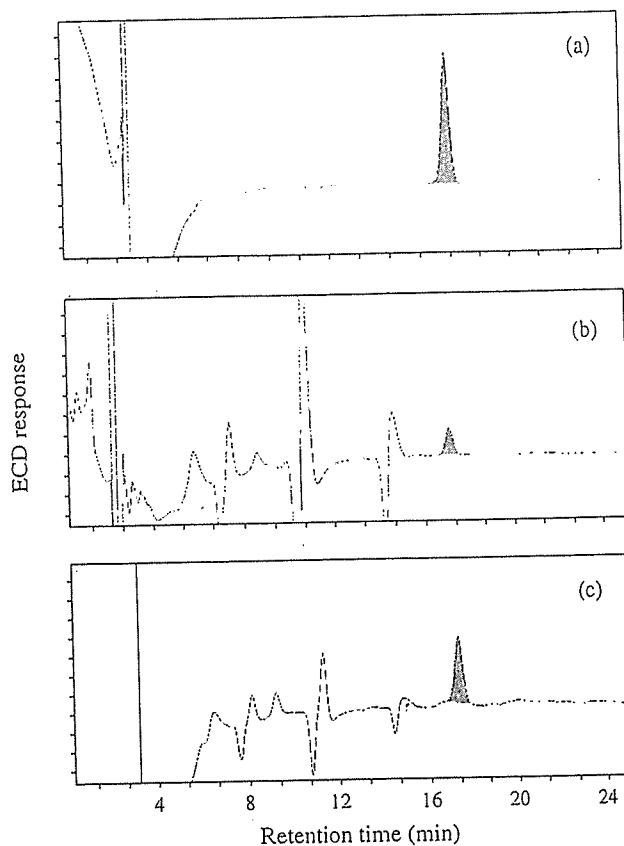 (a)
(b)
ECD response
(c)
4 8 12 16 20 24
Retention time (min)